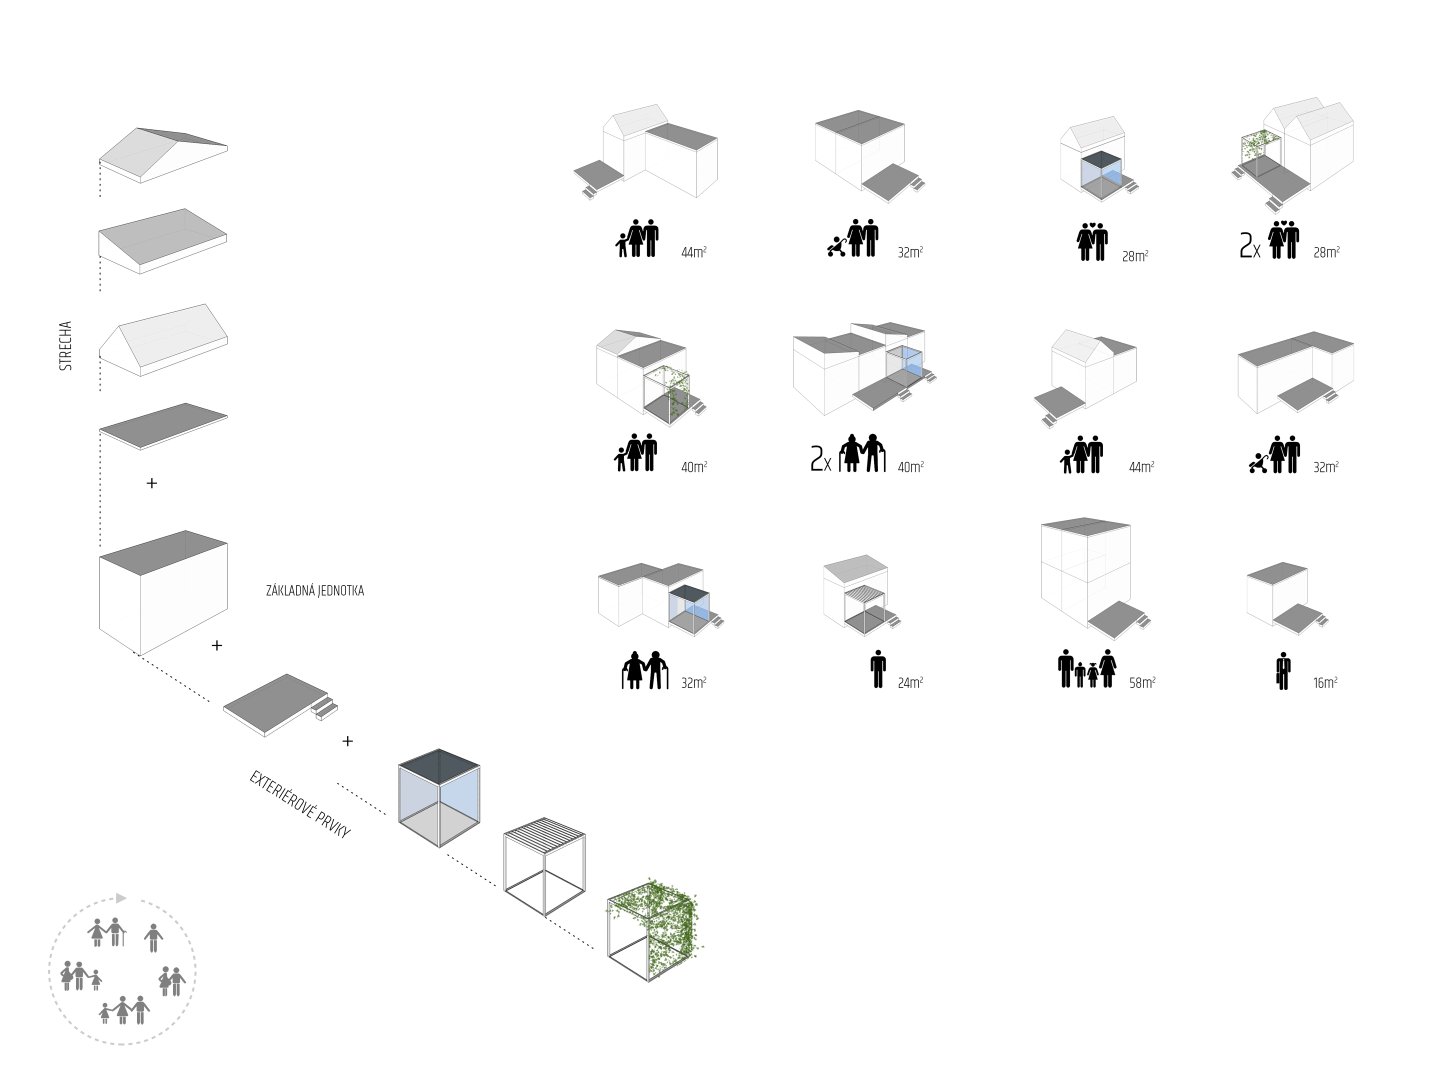 STRECHA
+
ZÁKLADNÁ JEDNOTKA
+
+
EXTERIÉROVÉ PRVKY
44m²
32m²
28m²
2x 28m²
40m²
2x 40m²
44m²
32m²
32m²
24m²
58m²
16m²